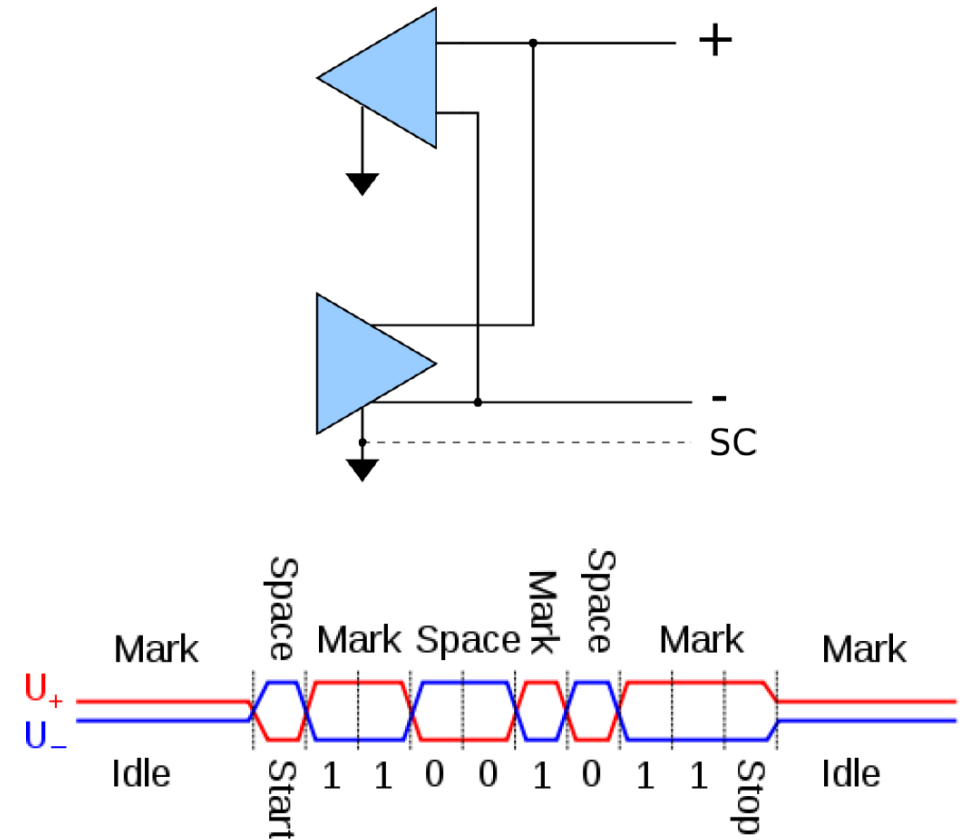 +
-
SC
Space
Mark
Space
Mark
Mark Space
Mark
Mark
U+
U−
Idle
Start
1 1 0 0 1 0 1 1
Stop
Idle